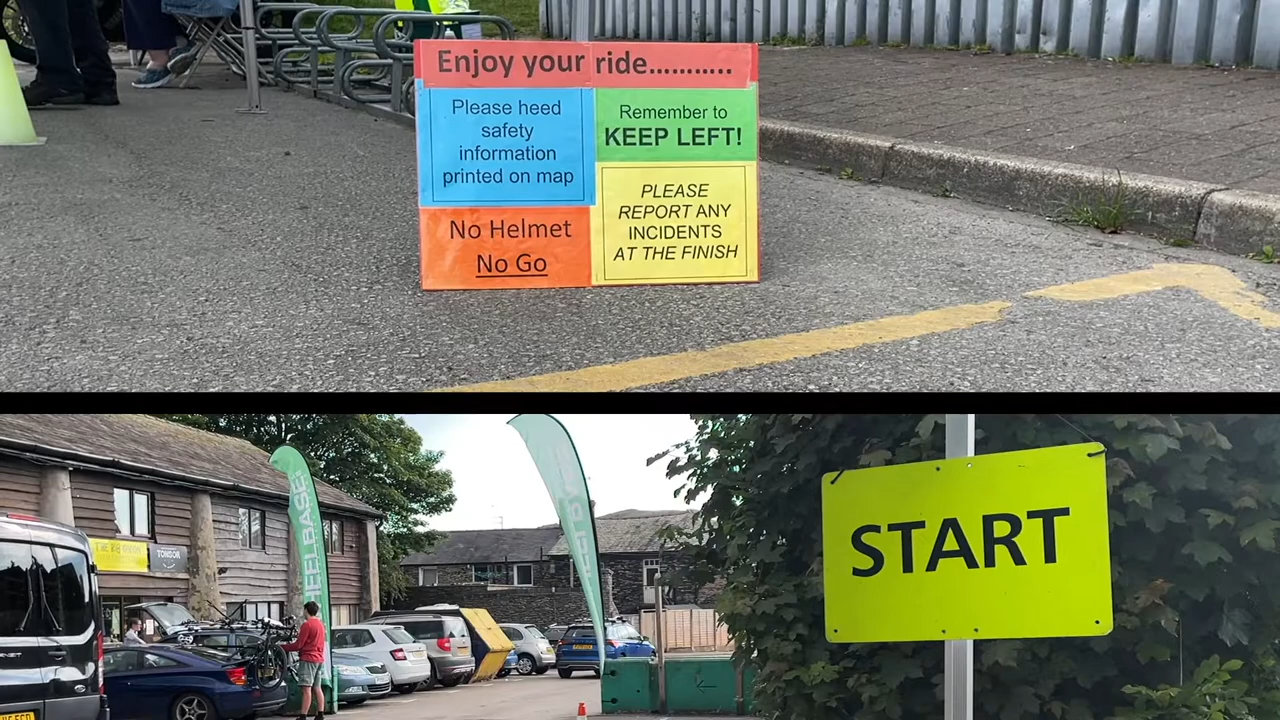 Enjoy your ride...........
Please heed
safety
information
printed on map
Remember to
KEEP LEFT!
No Helmet
No Go
PLEASE
REPORT ANY
INCIDENTS
AT THE FINISH
TONSOR
START